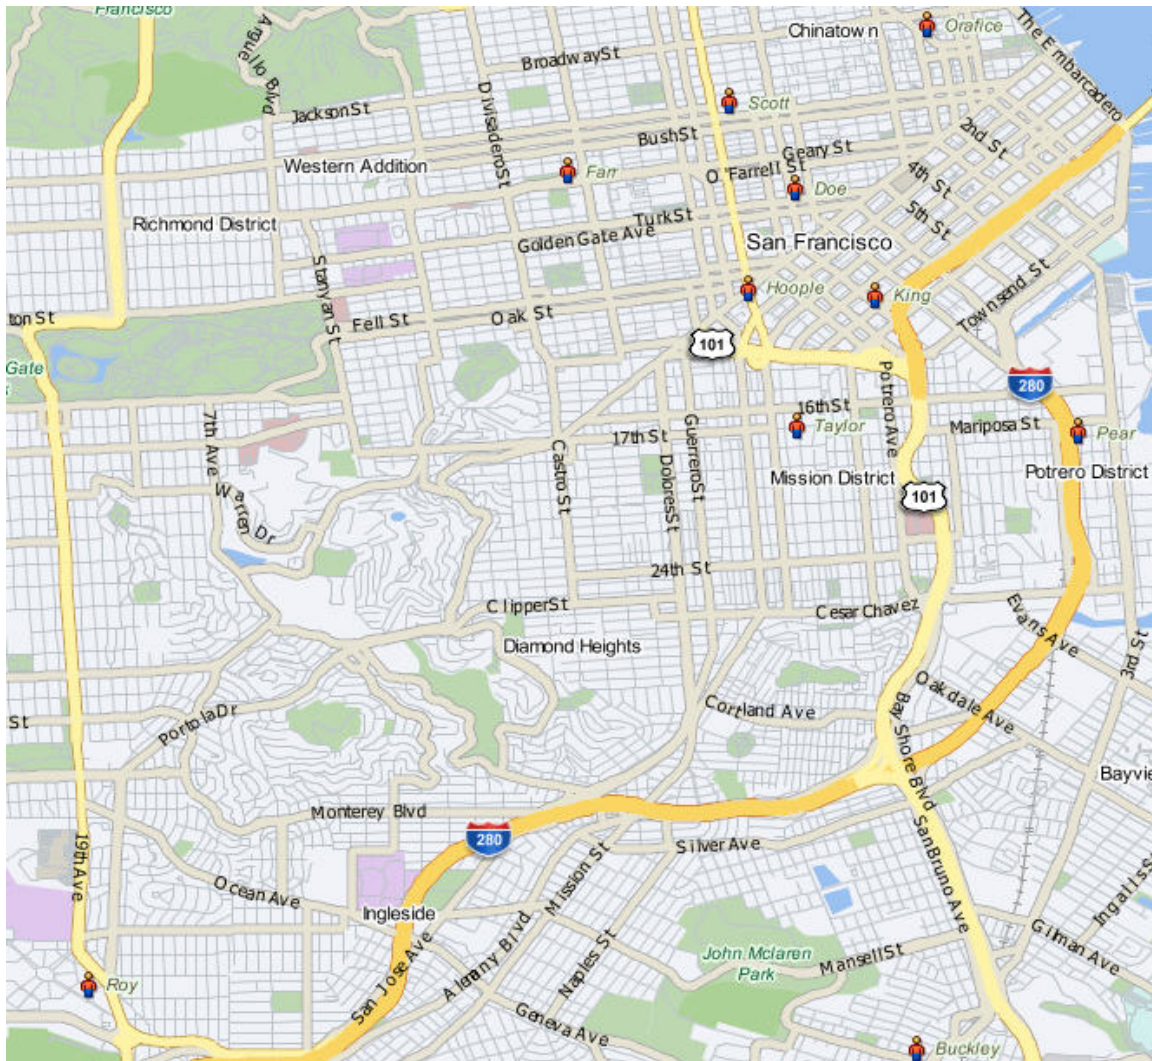 Francisco
Orafice
Chinatown
The Embarcadero
Arguello Blvd
Broadway St
Divisadero St
Scott
Jackson St
Bush St
2nd St
Geary St
Western Addition
Farr
O'Farrell St
4th St
Doe
5th St
Turk St
Richmond District
Golden Gate Ave
San Francisco
Stanyan St
Hoople
King
Townsend St
ton St
Fell St
Oak St
101
Gate
280
Potrero Ave
7th Ave
16th St
Guerrero St
Taylor
Mariposa St
Pear
17th St
Castro St
Dolores St
Mission District
Potrero District
Warren Dr
101
24th St
Clipper St
Cesar Chavez
Evans Ave
Diamond Heights
3rd St
Oakdale Ave
Cortland Ave
Portola Dr
St
Bay Shore Blvd
Bayvie
Monterey Blvd
280
Silver Ave
19th Ave
Mission St
San Bruno Ave
Ocean Ave
Ingalls S
Ingleside
Gilman Ave
Alemany Blvd
San Jose Ave
Naples St
John Mclaren
Park
Mansell St
Roy
Geneva Ave
Buckley